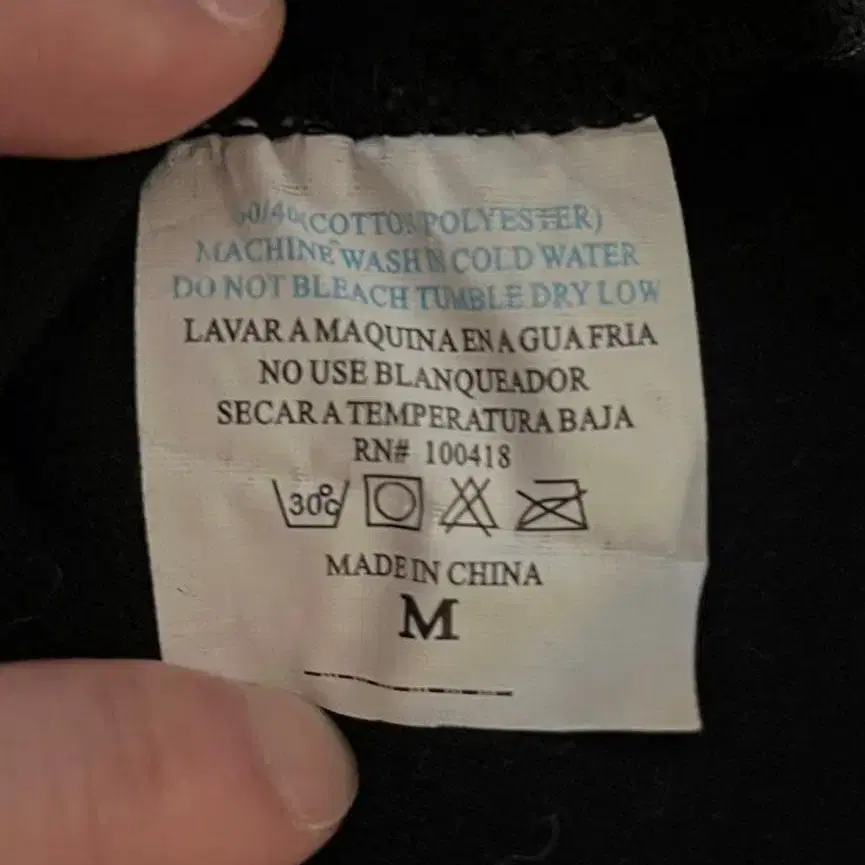 60/40(COTTON POLYESTER)
MACHINE WASH IN COLD WATER
DO NOT BLEACH TUMBLE DRY LOW
LAVAR A MAQUINA EN AGUA FRIA
NO USE BLANQUEADOR
SECAR A TEMPERATURA BAJA
RN# 100418
30°C
MADE IN CHINA
M